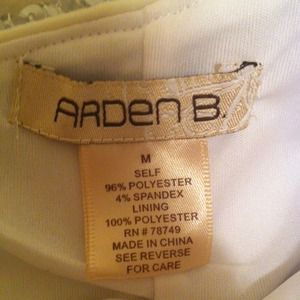 ARDen B.
M
SELF
96% POLYESTER
4% SPANDEX
LINING
100% POLYESTER
RN # 78749
MADE IN CHINA
SEE REVERSE
FOR CARE